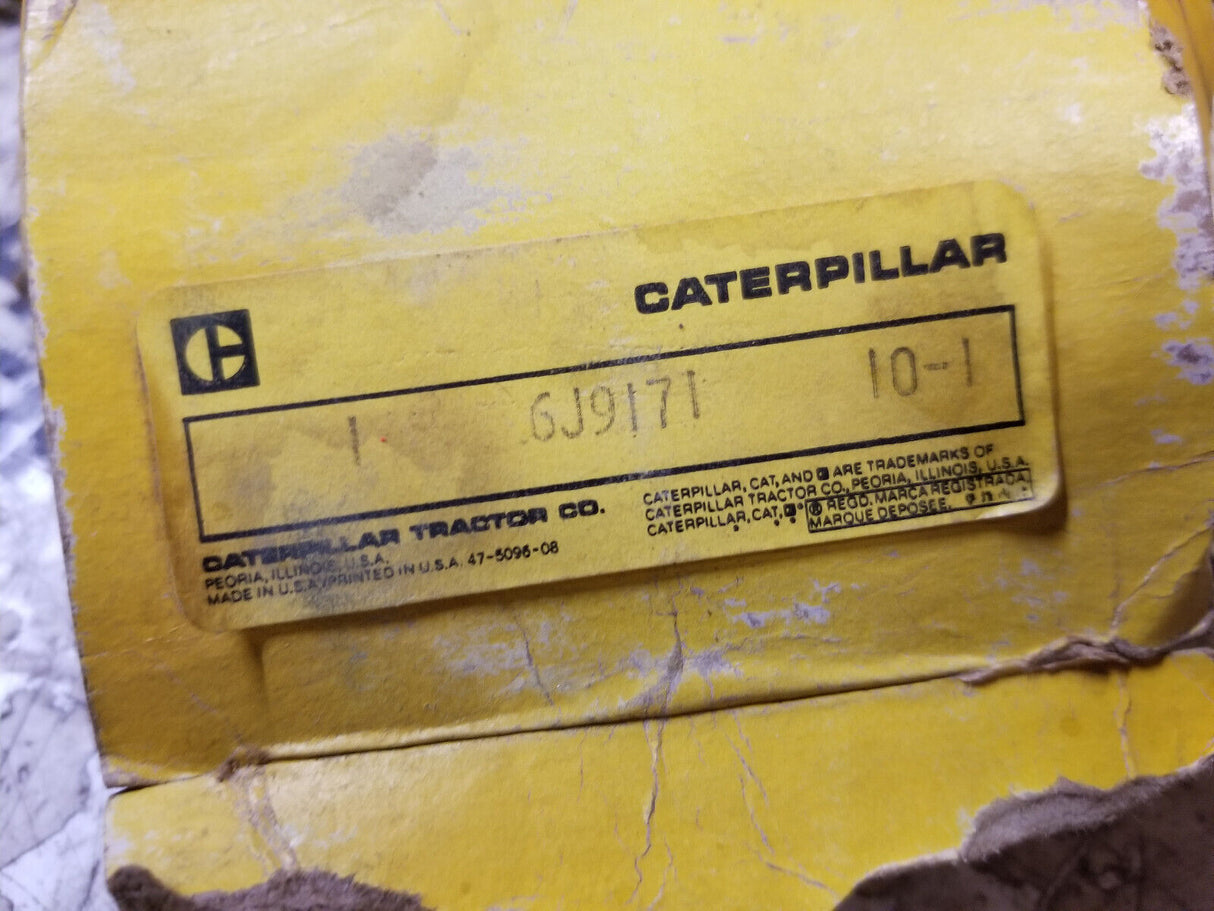 CATERPILLAR
1 6J9171 10-1
CATERPILLAR TRACTOR CO.
PEORIA, ILLINOIS, U.S.A.
MADE IN U.S.A./PRINTED IN U.S.A. 47-5096-08
CATERPILLAR, CAT, AND C ARE TRADEMARKS OF
CATERPILLAR TRACTOR CO., PEORIA, ILLINOIS, U.S.A.
CATERPILLAR, CAT, C ® REGD. MARCA REGISTRADA,
MARQUE DEPOSEE.